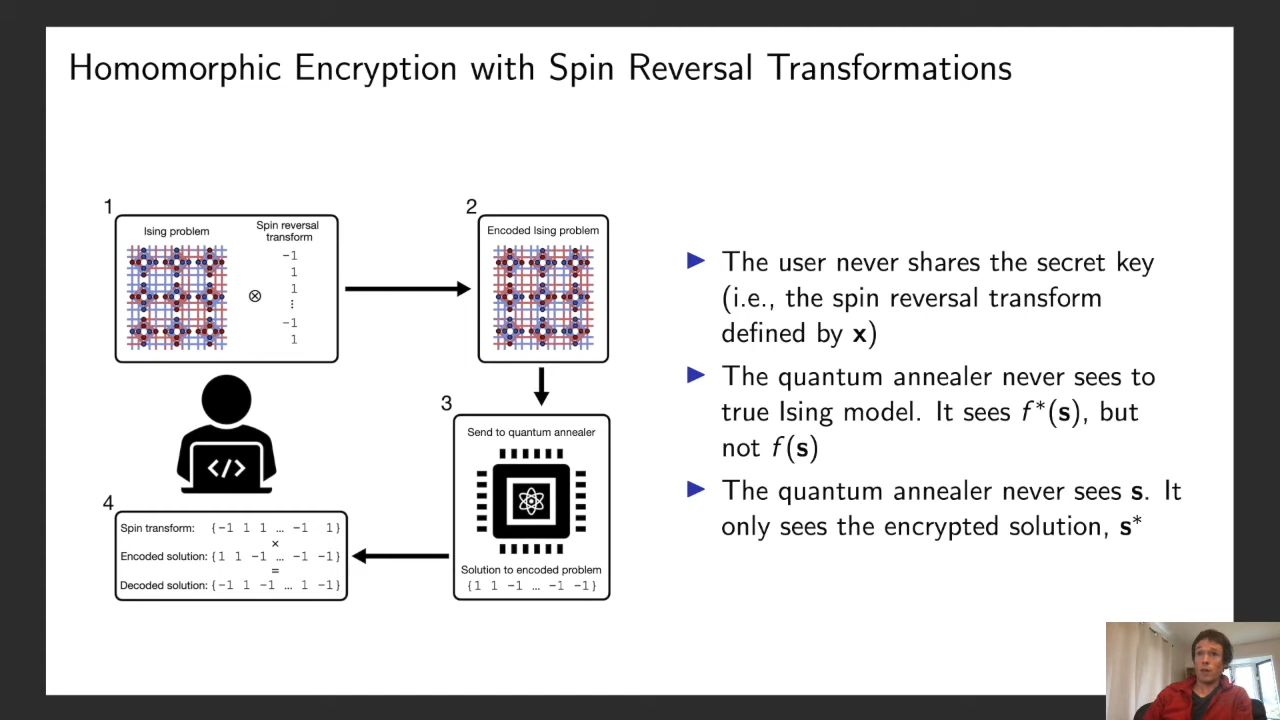 Homomorphic Encryption with Spin Reversal Transformations
1
Ising problem
Spin reversal
transform
-1
1
1
⋮
-1
1
⊗
2
Encoded Ising problem
3
Send to quantum annealer
</>
Solution to encoded problem
{1 1 -1 … -1 -1}
4
Spin transform: {-1 1 1 … -1 1}
×
Encoded solution: {1 1 -1 … -1 -1}
=
Decoded solution: {-1 1 -1 … 1 -1}
▶ The user never shares the secret key
(i.e., the spin reversal transform
defined by x)
▶ The quantum annealer never sees to
true Ising model. It sees f*(s), but
not f(s)
▶ The quantum annealer never sees s. It
only sees the encrypted solution, s*